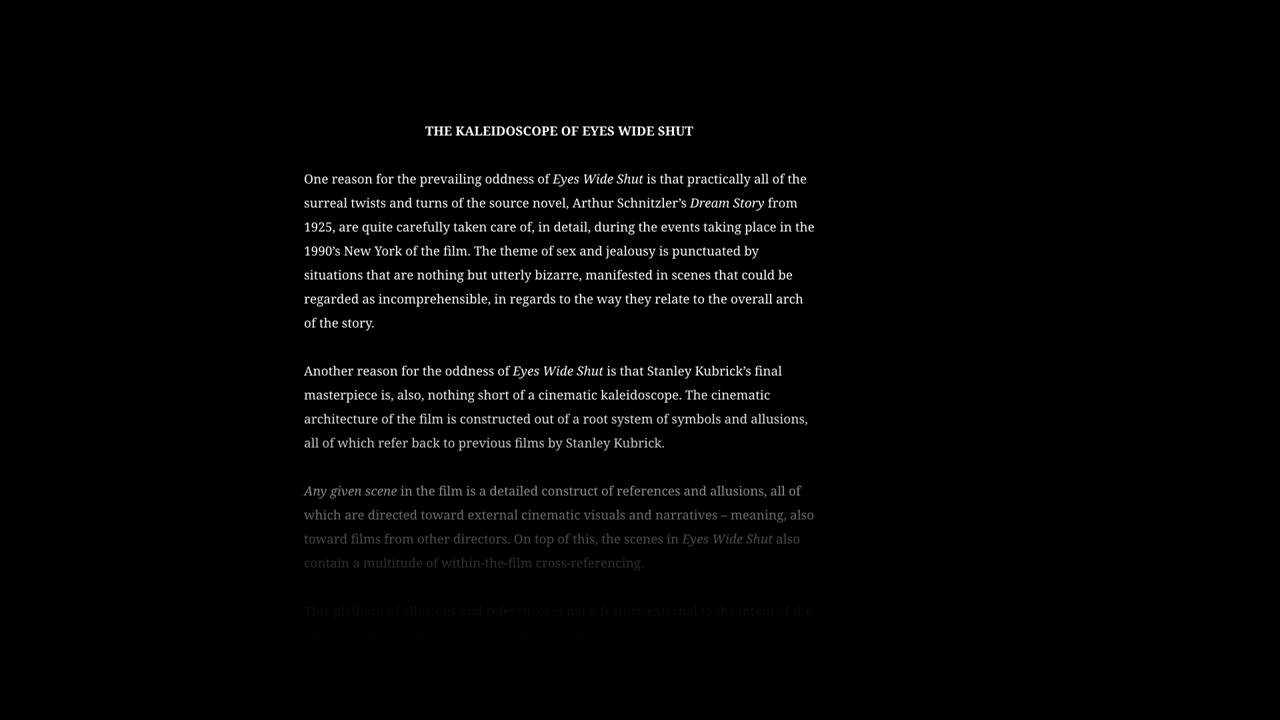 THE KALEIDOSCOPE OF EYES WIDE SHUT
One reason for the prevailing oddness of Eyes Wide Shut is that practically all of the
surreal twists and turns of the source novel, Arthur Schnitzler’s Dream Story from
1925, are quite carefully taken care of, in detail, during the events taking place in the
1990’s New York of the film. The theme of sex and jealousy is punctuated by
situations that are nothing but utterly bizarre, manifested in scenes that could be
regarded as incomprehensible, in regards to the way they relate to the overall arch
of the story.
Another reason for the oddness of Eyes Wide Shut is that Stanley Kubrick’s final
masterpiece is, also, nothing short of a cinematic kaleidoscope. The cinematic
architecture of the film is constructed out of a root system of symbols and allusions,
all of which refer back to previous films by Stanley Kubrick.
Any given scene in the film is a detailed construct of references and allusions, all of
which are directed toward external cinematic visuals and narratives – meaning, also
toward films from other directors. On top of this, the scenes in Eyes Wide Shut also
contain a multitude of within-the-film cross-referencing.
This plethora of allusions and references is not a feature external to the intent of the